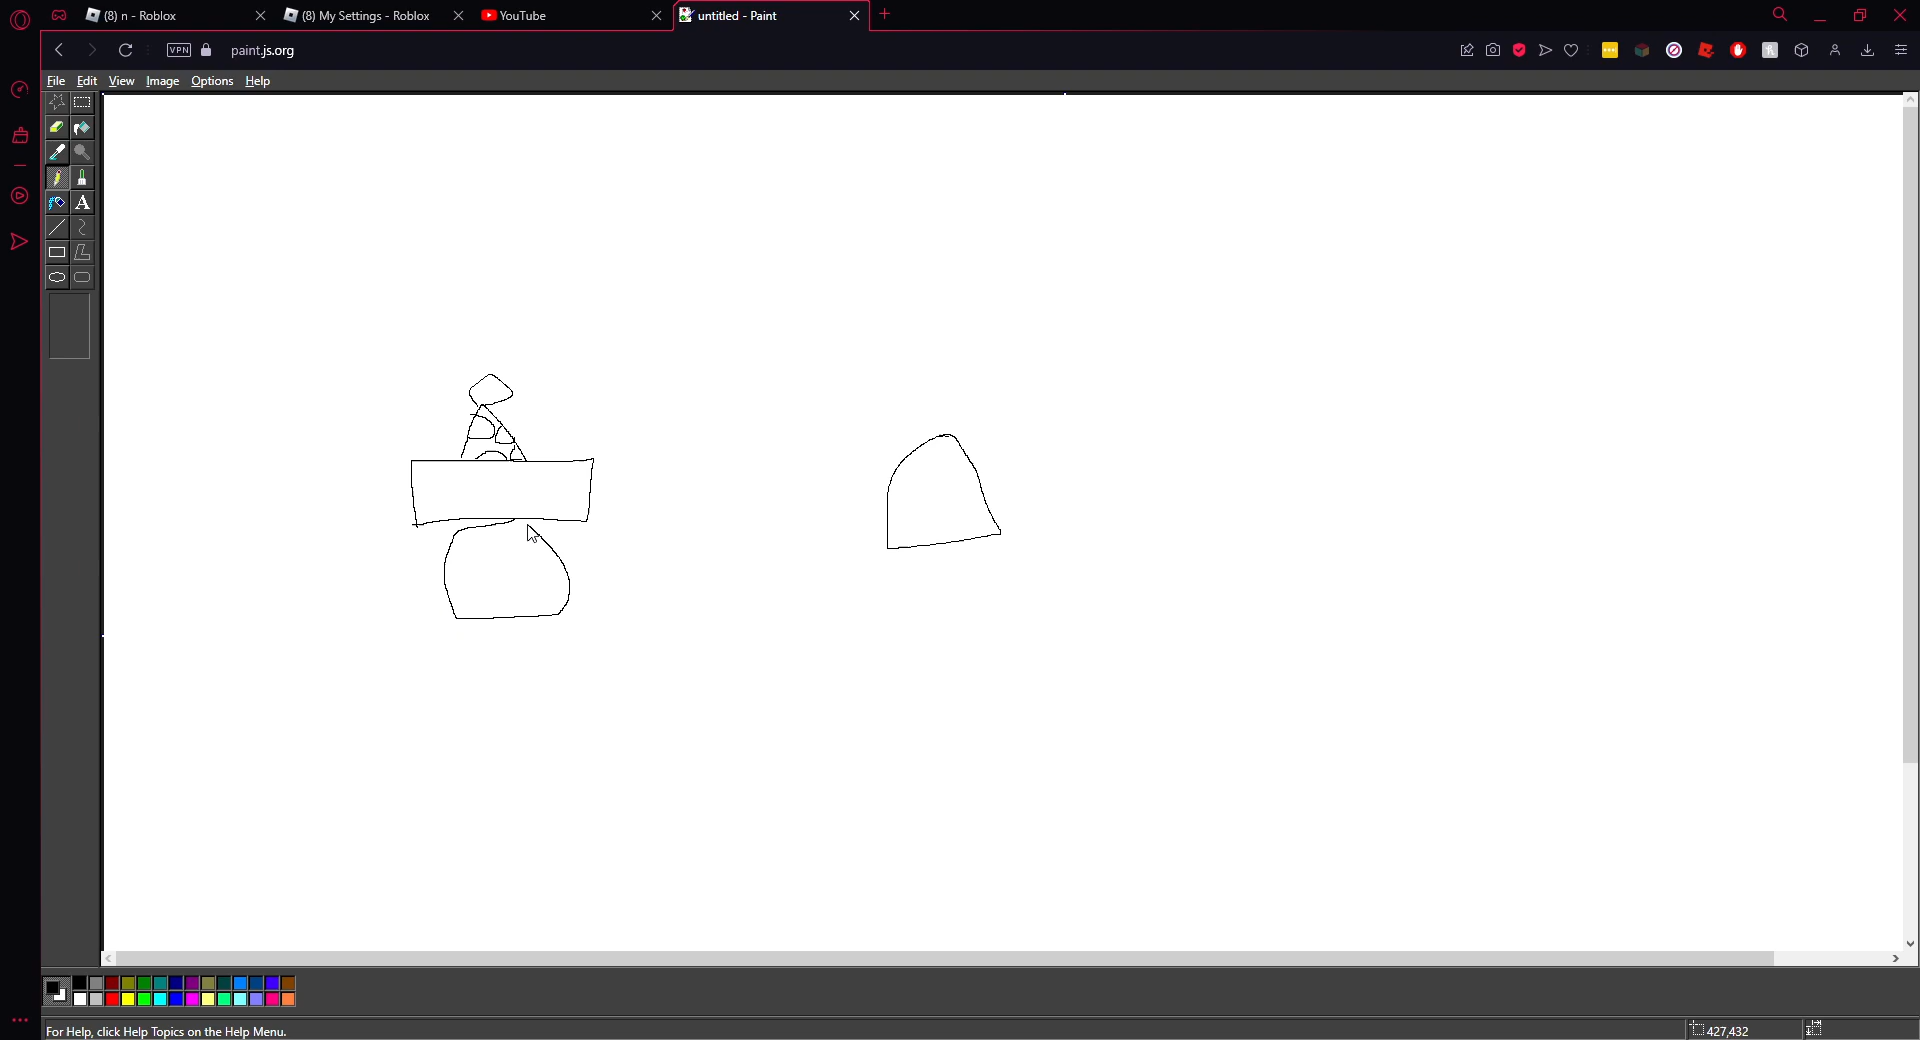 (8) n - Roblox
(8) My Settings - Roblox
YouTube
untitled - Paint
VPN
paint.js.org
File Edit View Image Options Help
A
For Help, click Help Topics on the Help Menu.
427,432